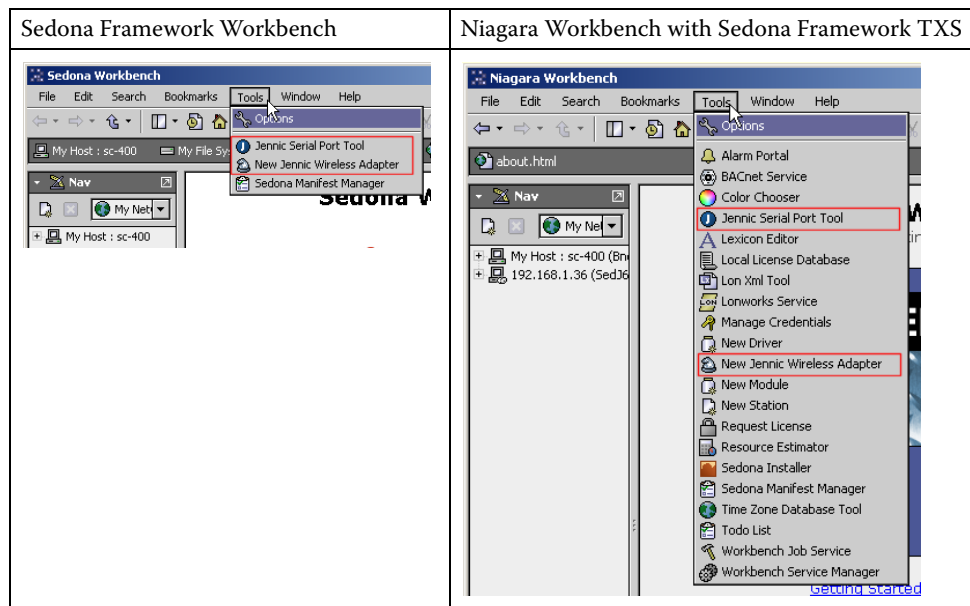 Sedona Framework Workbench
Sedona Workbench
File Edit Search Bookmarks Tools Window Help
Options
My Host : sc-400 My File Sy
Jennic Serial Port Tool
New Jennic Wireless Adapter
Sedona Manifest Manager
Nav
My Net
My Host : sc-400
Niagara Workbench with Sedona Framework TXS
Niagara Workbench
File Edit Search Bookmarks Tools Window Help
Options
about.html
Alarm Portal
BACnet Service
Color Chooser
Jennic Serial Port Tool
Lexicon Editor
Local License Database
Lon Xml Tool
Lonworks Service
Manage Credentials
New Driver
New Jennic Wireless Adapter
New Module
New Station
Request License
Resource Estimator
Sedona Installer
Sedona Manifest Manager
Time Zone Database Tool
Todo List
Workbench Job Service
Workbench Service Manager
Nav
My Net
My Host : sc-400 (Bn
192.168.1.36 (SedJ6
Getting Started